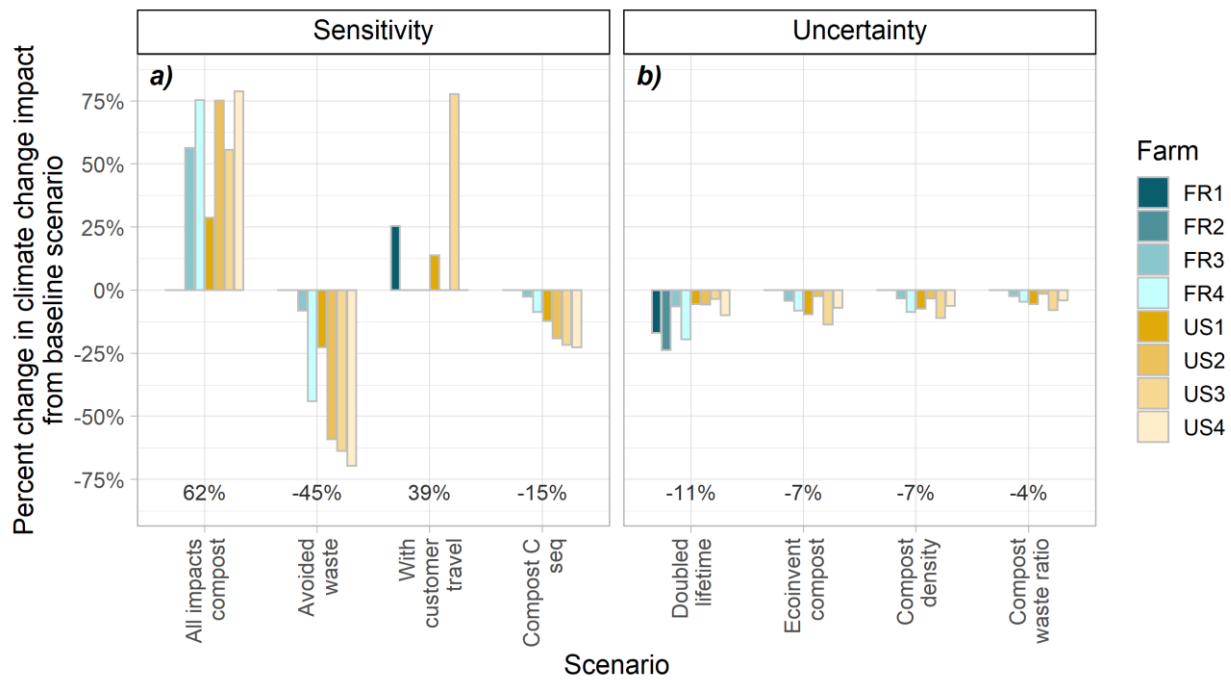 Sensitivity
Uncertainty
a)
b)
Percent change in climate change impact
from baseline scenario
75%
50%
25%
0%
-25%
-50%
-75%
62%
-45%
39%
-15%
-11%
-7%
-7%
-4%
All impacts
compost
Avoided
waste
With
customer
travel
Compost C
seq
Doubled
lifetime
Ecoinvent
compost
Compost
density
Compost
waste ratio
Scenario
Farm
FR1
FR2
FR3
FR4
US1
US2
US3
US4